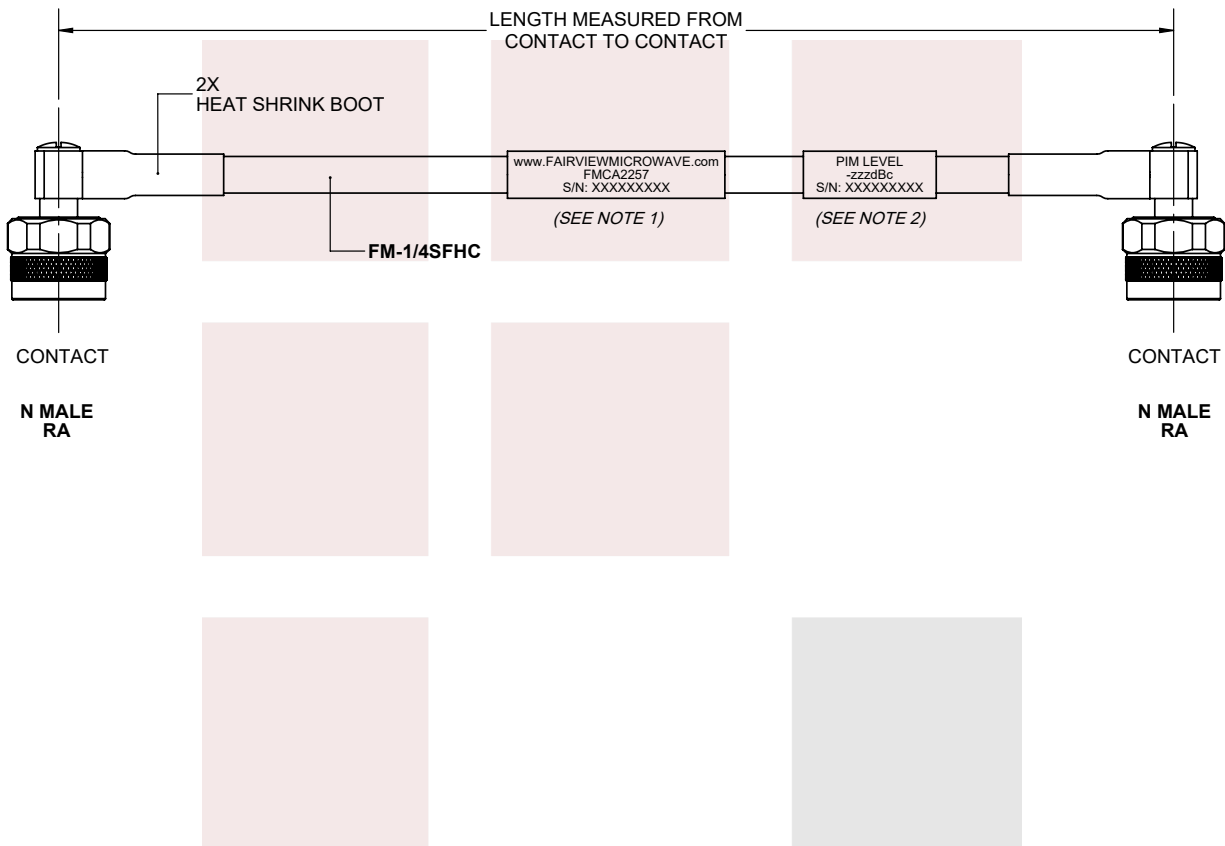 LENGTH MEASURED FROM
CONTACT TO CONTACT
2X
HEAT SHRINK BOOT
www.FAIRVIEWMICROWAVE.com
FMCA2257
S/N: XXXXXXXXX
PIM LEVEL
-zzzdBc
S/N: XXXXXXXXX
(SEE NOTE 1)
(SEE NOTE 2)
FM-1/4SFHC
CONTACT
CONTACT
N MALE
RA
N MALE
RA